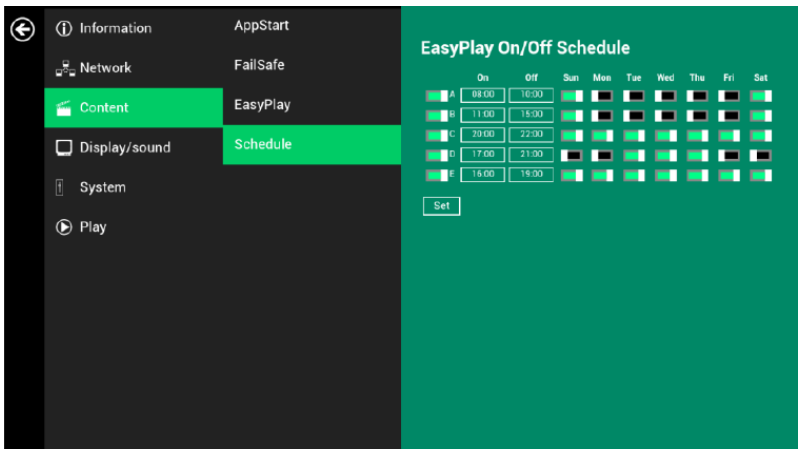 Information
Network
Content
Display/sound
System
Play
AppStart
FailSafe
EasyPlay
Schedule
EasyPlay On/Off Schedule
On Off Sun Mon Tue Wed Thu Fri Sat
A 08:00 10:00
B 11:00 15:00
C 20:00 22:00
D 17:00 21:00
E 16:00 19:00
Set